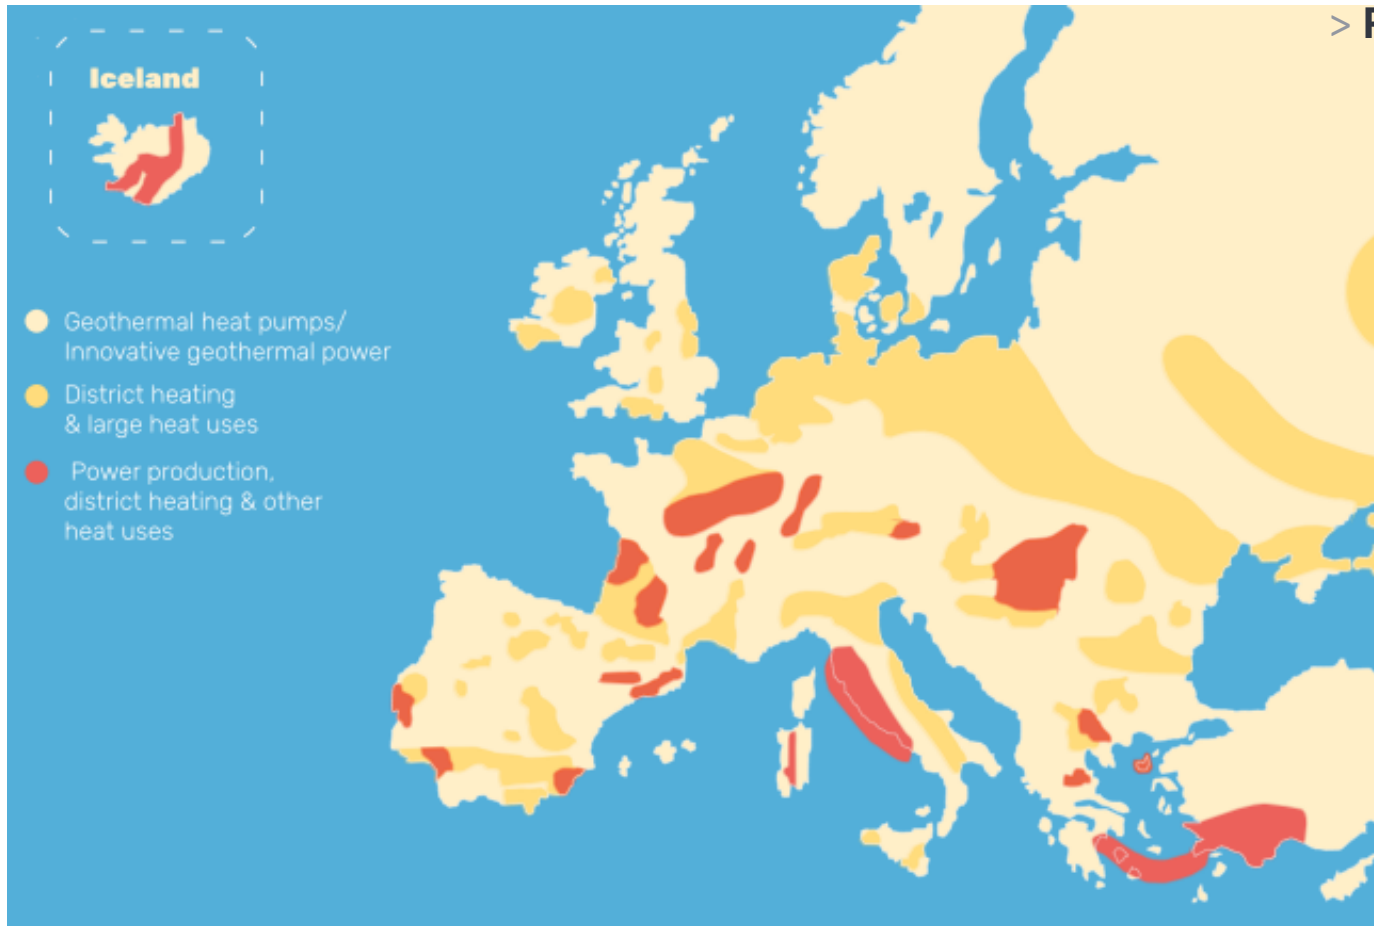 > F
Iceland
Geothermal heat pumps/
Innovative geothermal power
District heating
& large heat uses
Power production,
district heating & other
heat uses